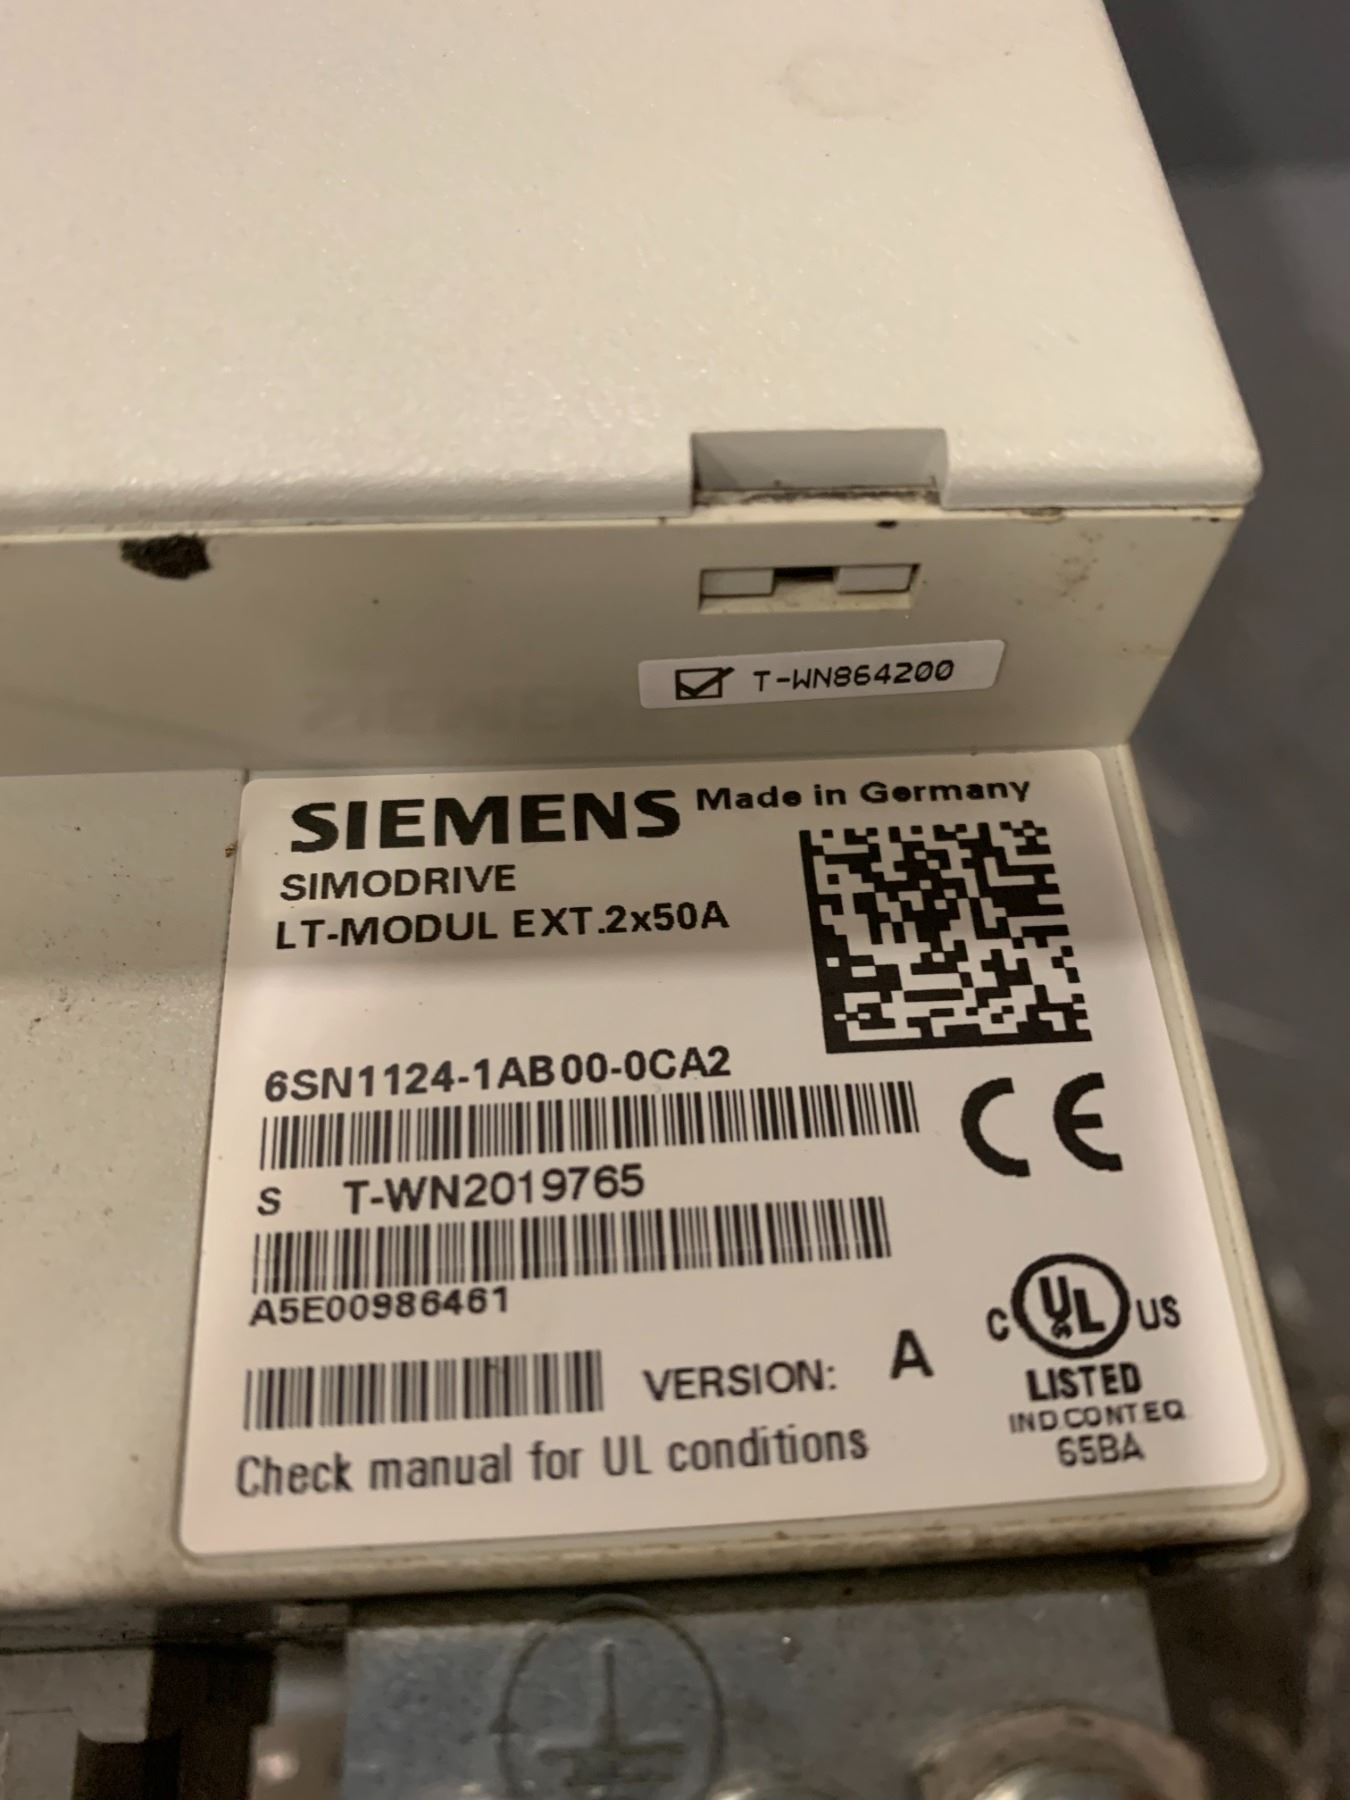 T-WN864200
SIEMENS Made in Germany
SIMODRIVE
LT-MODUL EXT.2x50A
6SN1124-1AB00-0CA2
CE
S T-WN2019765
A5E00986461
VERSION: A
C UL US
LISTED
IND.CONT.EQ
65BA
Check manual for UL conditions